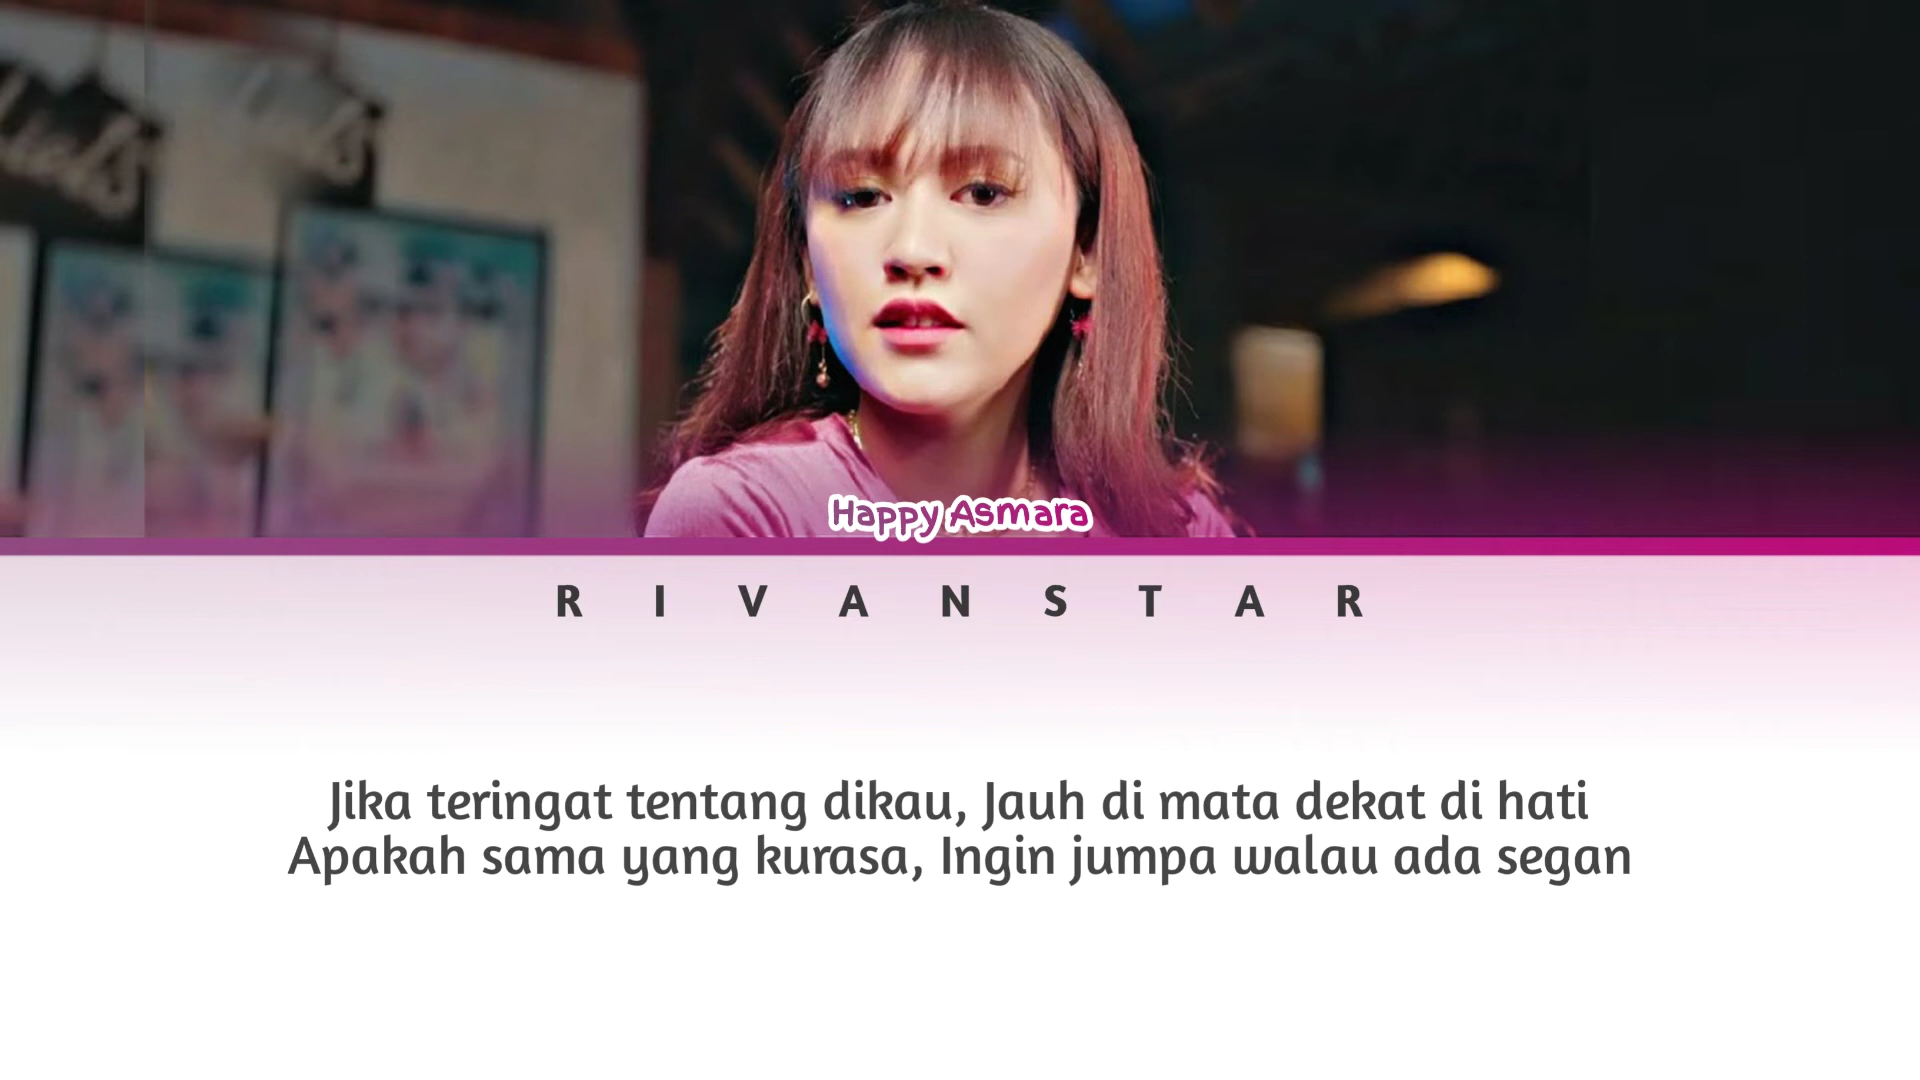 Happy Asmara
RIVANSTAR
Jika teringat tentang dikau, Jauh di mata dekat di hati
Apakah sama yang kurasa, Ingin jumpa walau ada segan